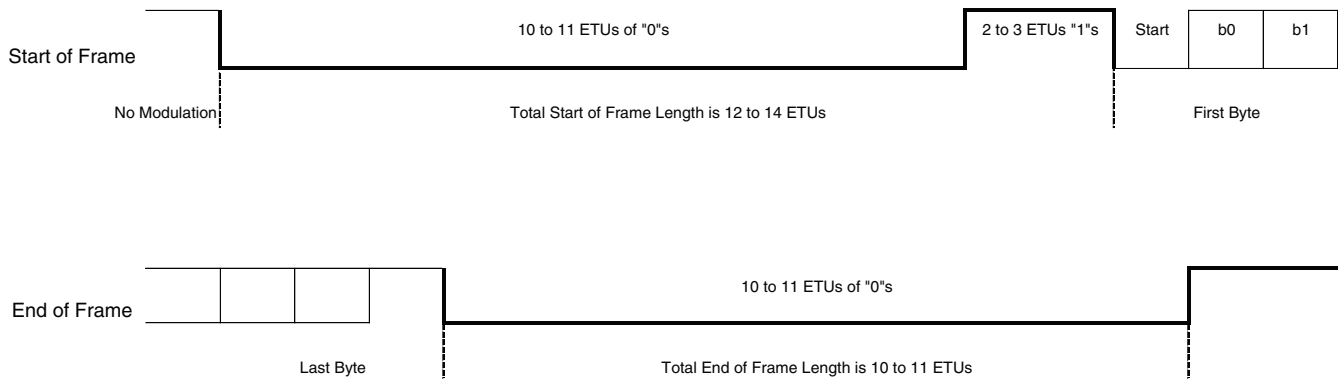 10 to 11 ETUs of "0"s
2 to 3 ETUs "1"s
Start
b0
b1
Start of Frame
No Modulation
Total Start of Frame Length is 12 to 14 ETUs
First Byte
10 to 11 ETUs of "0"s
End of Frame
Last Byte
Total End of Frame Length is 10 to 11 ETUs